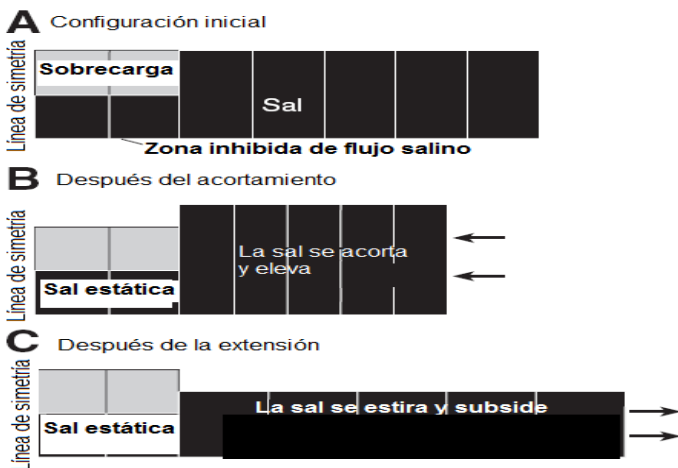 A Configuración inicial
Línea de simetría
Sobrecarga
Sal
Zona inhibida de flujo salino
B Después del acortamiento
Línea de simetría
La sal se acorta
y eleva
Sal estática
C Después de la extensión
Línea de simetría
La sal se estira y subside
Sal estática